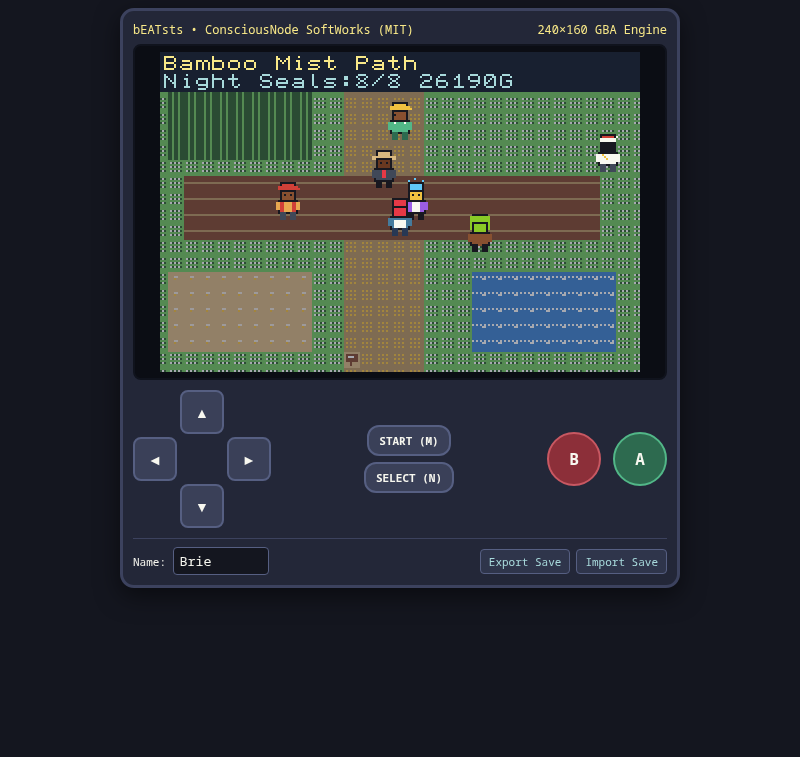 bEATsts • ConsciousNode SoftWorks (MIT)
240×160 GBA Engine
Bamboo Mist Path
Night Seals:8/8 26190G
▲
◀
▶
▼
START (M)
SELECT (N)
B
A
Name:
Brie
Export Save
Import Save